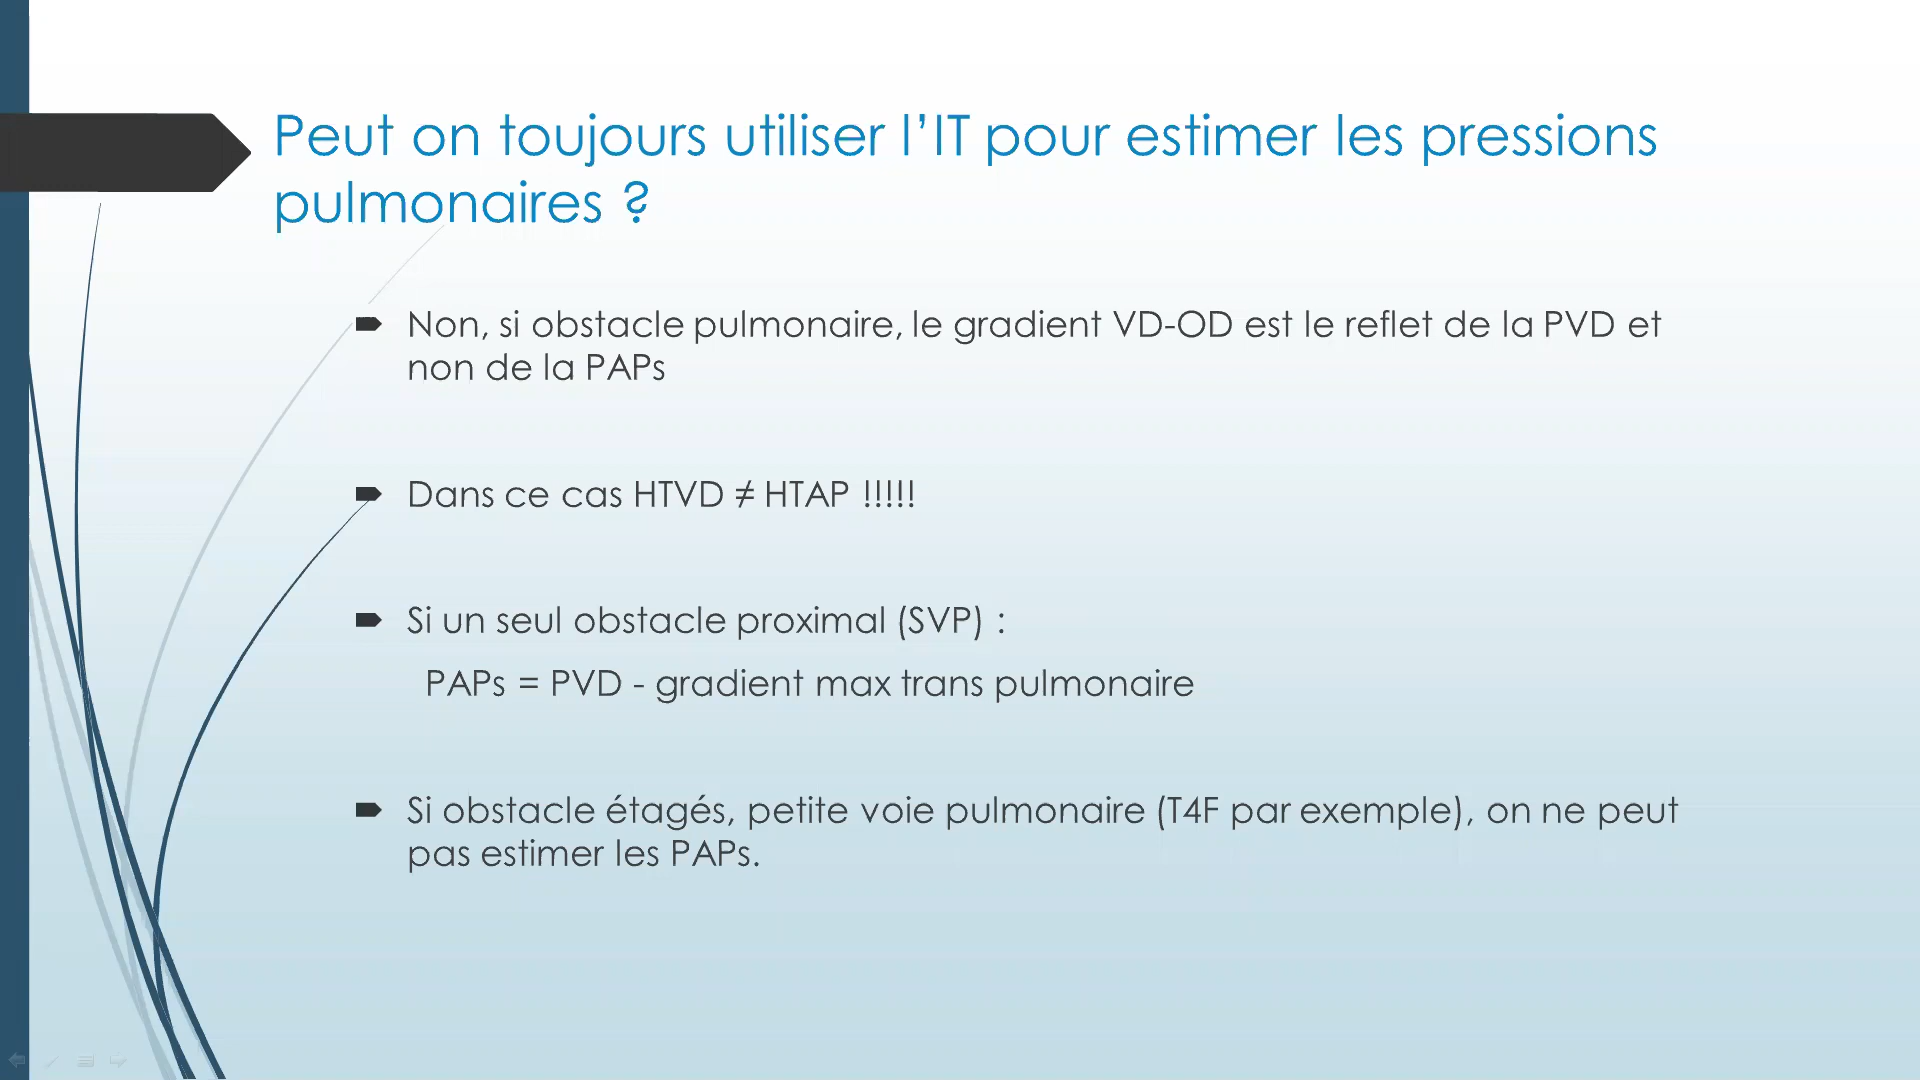 Peut on toujours utiliser l’IT pour estimer les pressions
pulmonaires ?
Non, si obstacle pulmonaire, le gradient VD-OD est le reflet de la PVD et
non de la PAPs
Dans ce cas HTVD ≠ HTAP !!!!!
Si un seul obstacle proximal (SVP) :
PAPs = PVD - gradient max trans pulmonaire
Si obstacle étagés, petite voie pulmonaire (T4F par exemple), on ne peut
pas estimer les PAPs.